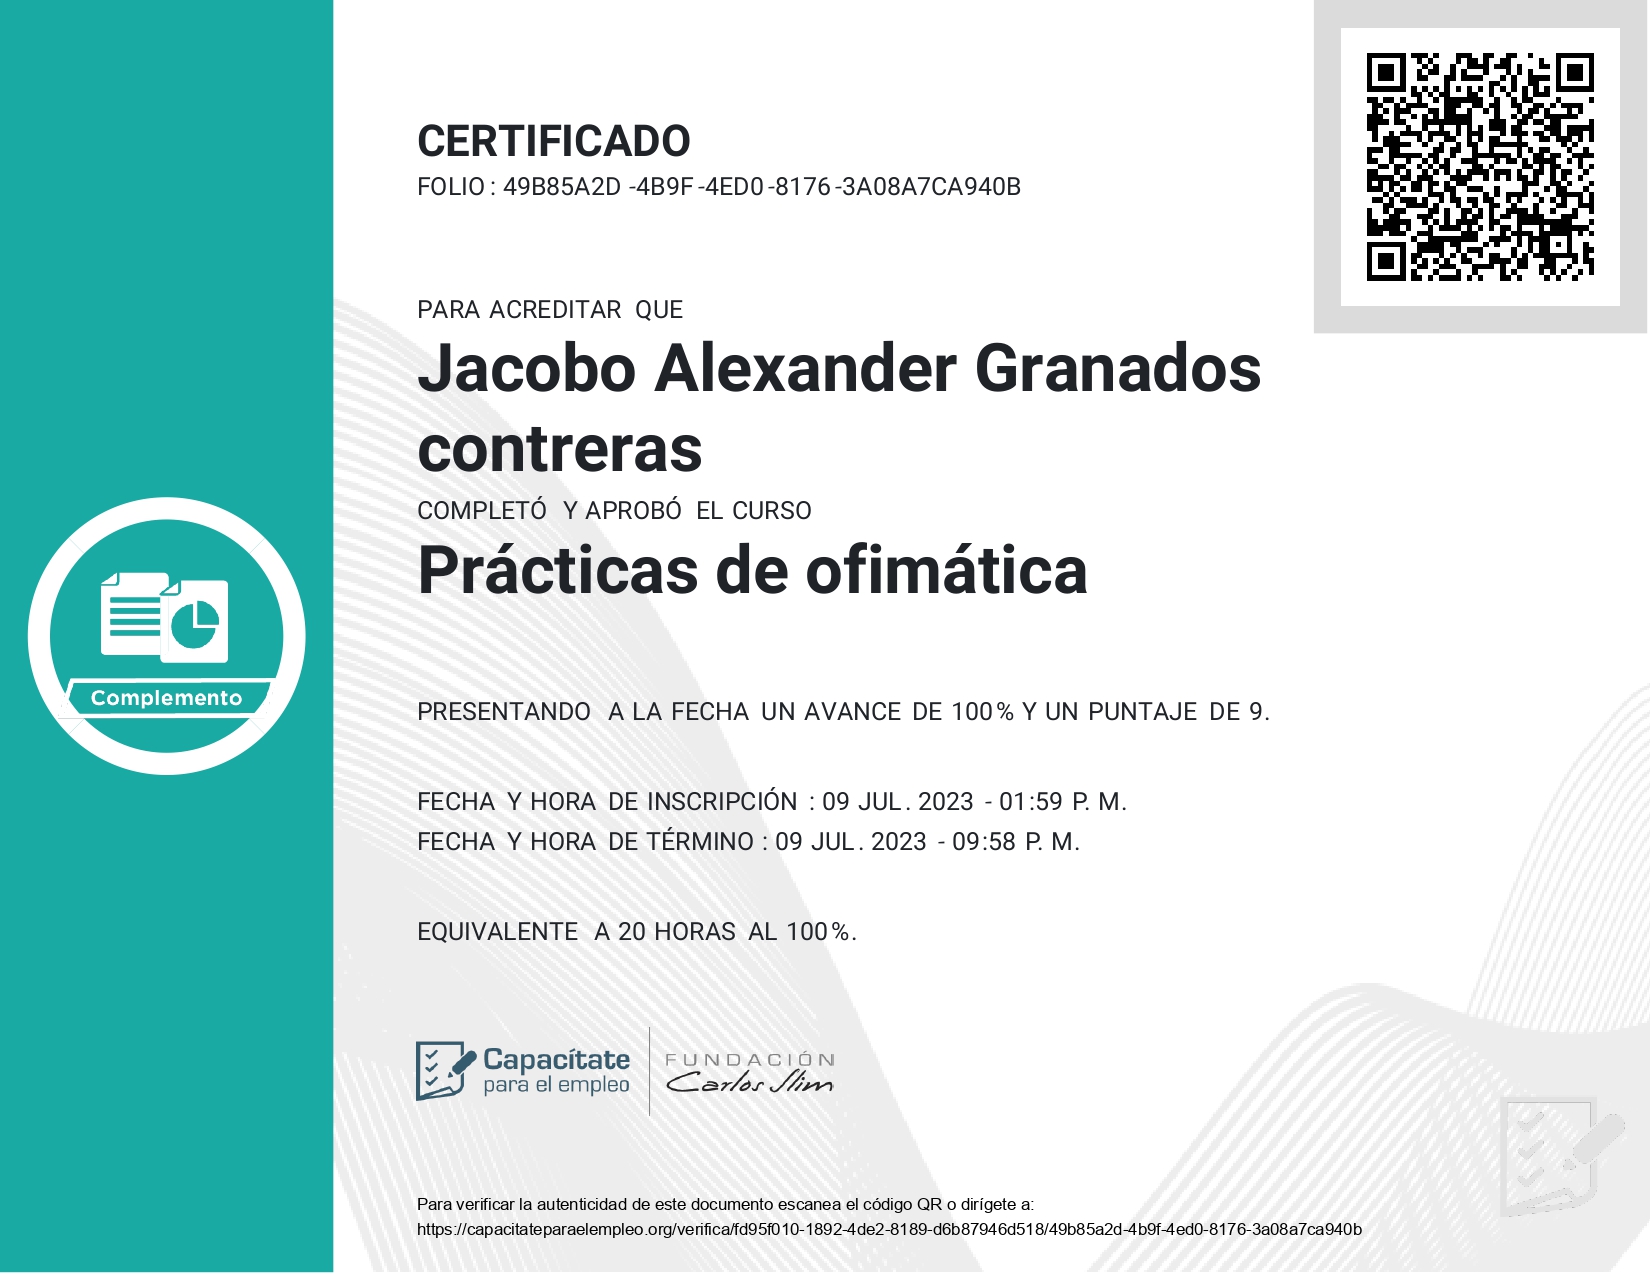 CERTIFICADO
FOLIO : 49B85A2D -4B9F -4ED0 -8176 -3A08A7CA940B
PARA ACREDITAR QUE
Jacobo Alexander Granados
contreras
COMPLETÓ Y APROBÓ EL CURSO
Prácticas de ofimática
Complemento
PRESENTANDO A LA FECHA UN AVANCE DE 100% Y UN PUNTAJE DE 9.
FECHA Y HORA DE INSCRIPCIÓN : 09 JUL. 2023 - 01:59 P. M.
FECHA Y HORA DE TÉRMINO : 09 JUL. 2023 - 09:58 P. M.
EQUIVALENTE A 20 HORAS AL 100%.
Capacítate
para el empleo
FUNDACIÓN
Carlos Slim
Para verificar la autenticidad de este documento escanea el código QR o dirígete a:
https://capacitateparaelempleo.org/verifica/fd95f010-1892-4de2-8189-d6b87946d518/49b85a2d-4b9f-4ed0-8176-3a08a7ca940b